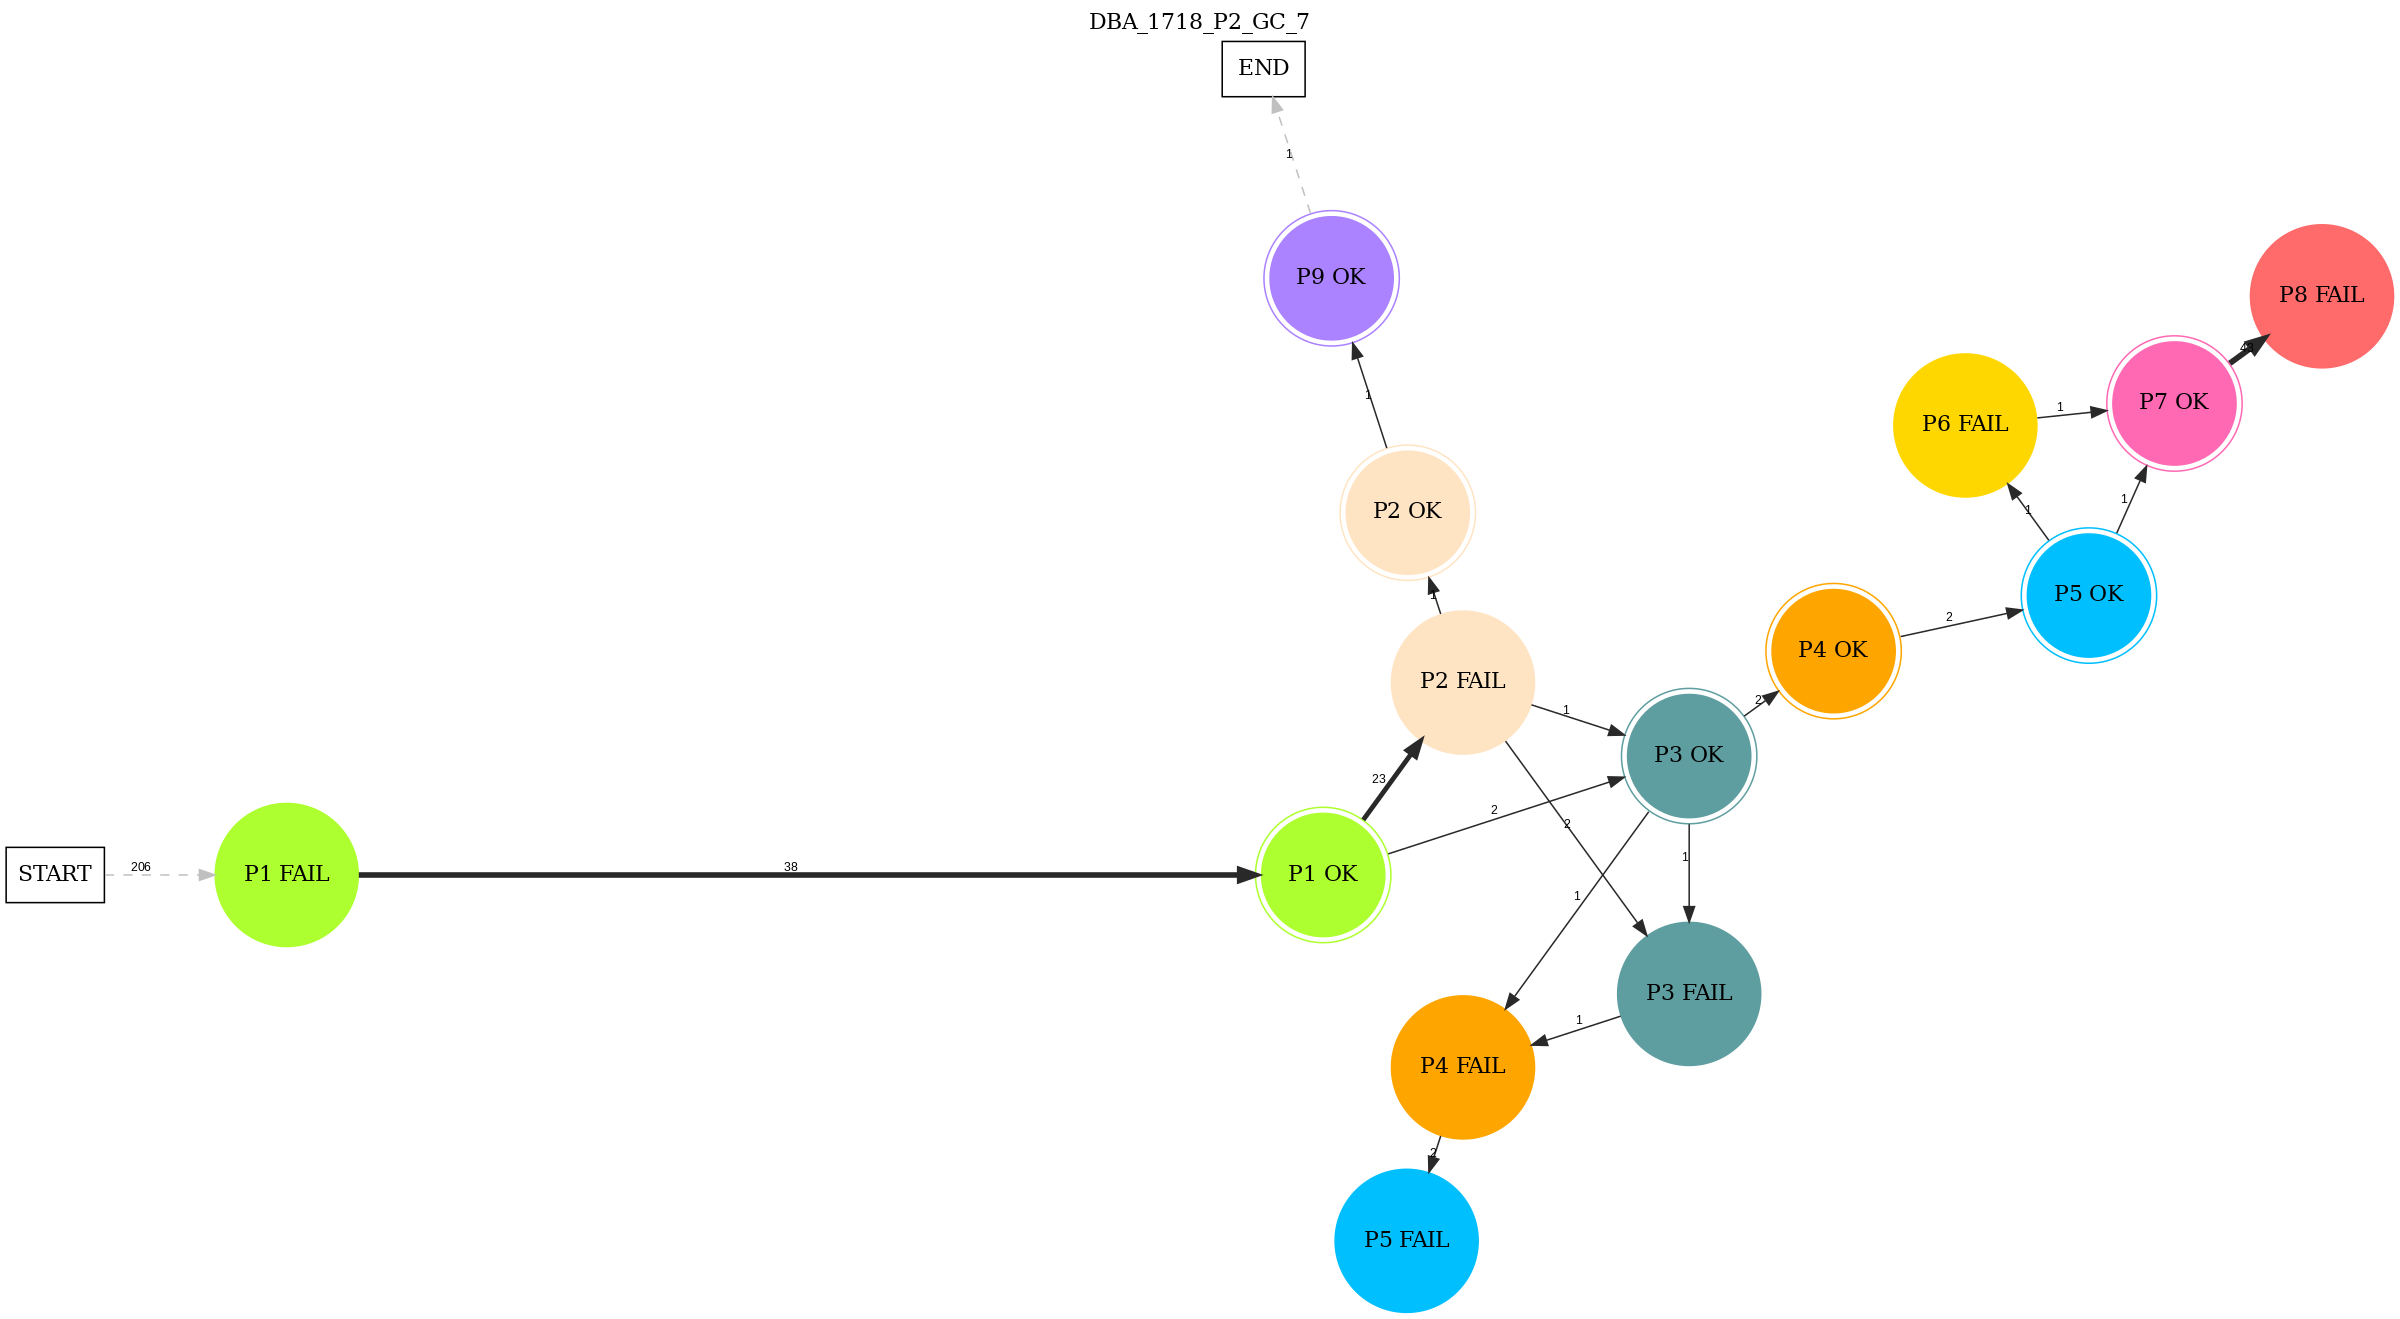 DBA_1718_P2_GC_7
END
1
P9 OK
P8 FAIL
1
P7 OK
P6 FAIL
1
1
1
P2 OK
P5 OK
1
2
P4 OK
P2 FAIL
1
2
P3 OK
23
2
2
START
206
P1 FAIL
38
P1 OK
1
1
P3 FAIL
1
P4 FAIL
2
P5 FAIL